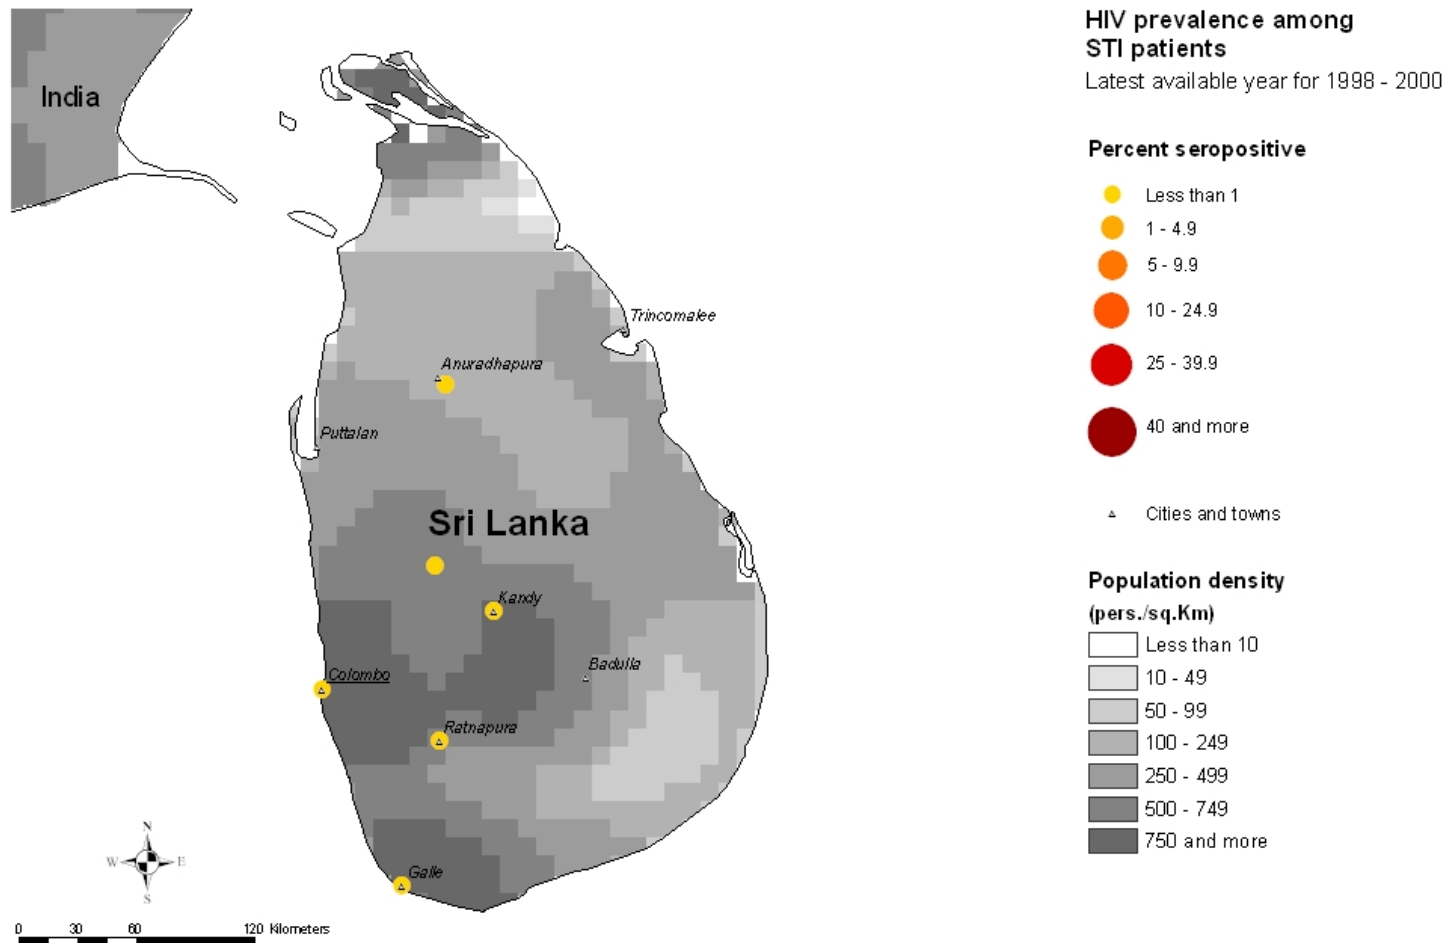 HIV prevalence among
STI patients
Latest available year for 1998 - 2000
India
Percent seropositive
Less than 1
1 - 4.9
5 - 9.9
10 - 24.9
25 - 39.9
40 and more
Cities and towns
Population density
(pers./sq.Km)
Less than 10
10 - 49
50 - 99
100 - 249
250 - 499
500 - 749
750 and more
Trincomalee
Anuradhapura
Puttalan
Sri Lanka
Kandy
Badulla
Colombo
Ratnapura
Galle
N
W E
S
0 30 60 120 Kilometers